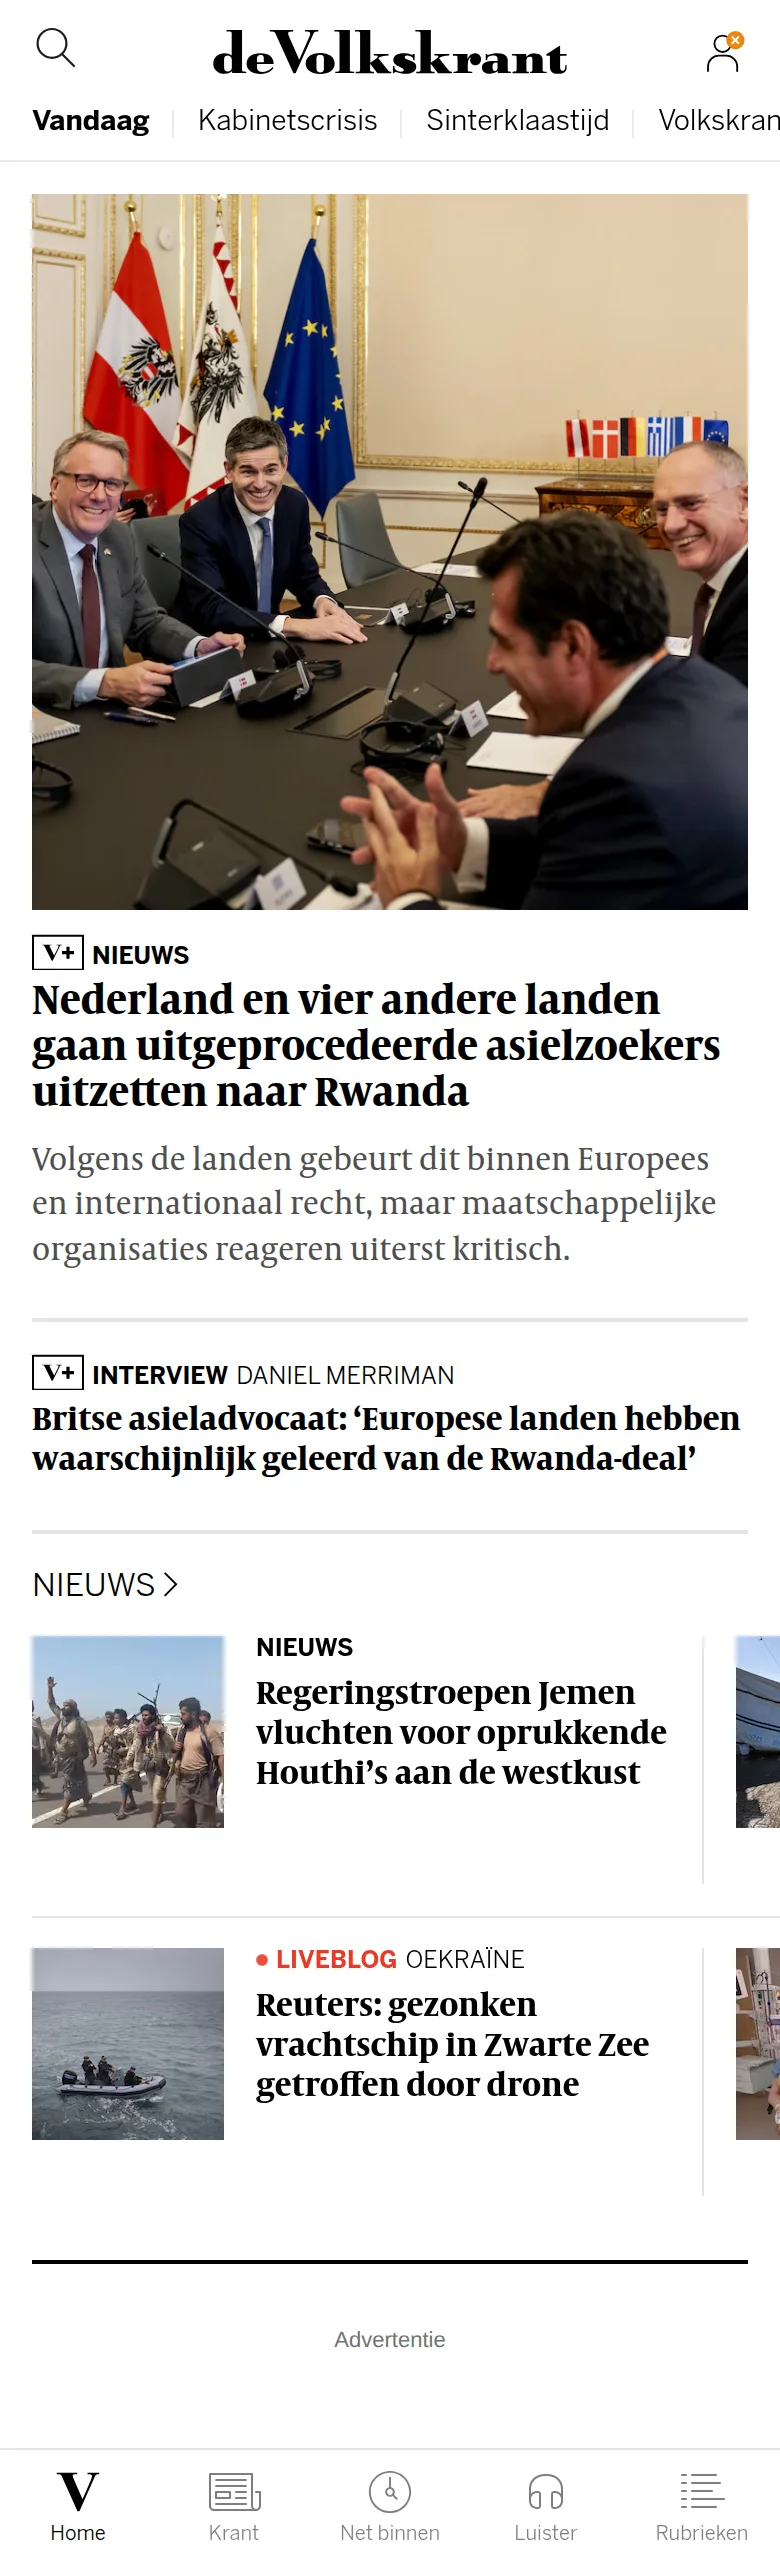 deVolkskrant
Vandaag
Kabinetscrisis
Sinterklaastijd
Volkskran
V+ NIEUWS
Nederland en vier andere landen
gaan uitgeprocedeerde asielzoekers
uitzetten naar Rwanda
Volgens de landen gebeurt dit binnen Europees
en internationaal recht, maar maatschappelijke
organisaties reageren uiterst kritisch.
V+ INTERVIEW DANIEL MERRIMAN
Britse asieladvocaat: ‘Europese landen hebben
waarschijnlijk geleerd van de Rwanda-deal’
NIEUWS
NIEUWS
Regeringstroepen Jemen
vluchten voor oprukkende
Houthi’s aan de westkust
LIVEBLOG OEKRAÏNE
Reuters: gezonken
vrachtschip in Zwarte Zee
getroffen door drone
Advertentie
V
Home
Krant
Net binnen
Luister
Rubrieken